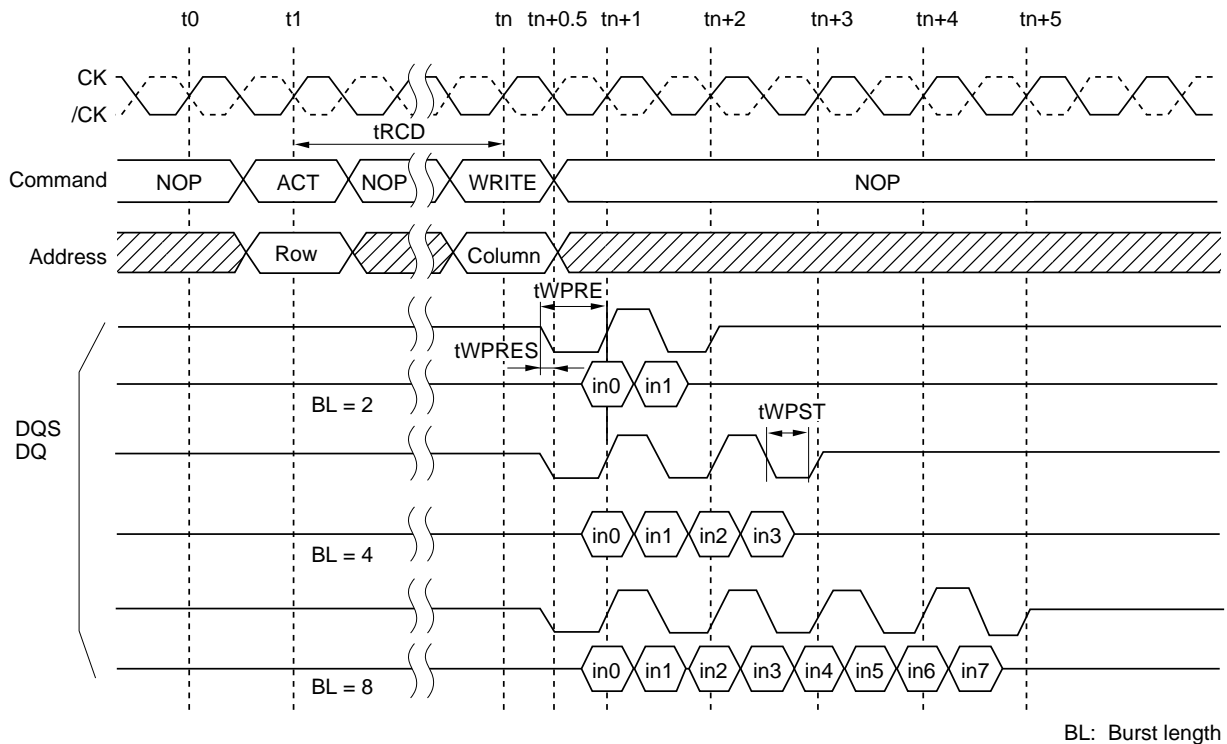 t0 t1 tn tn+0.5 tn+1 tn+2 tn+3 tn+4 tn+5
CK
/CK
tRCD
Command NOP ACT NOP WRITE NOP
Address Row Column
tWPRE
tWPRES
in0 in1
BL = 2
tWPST
DQS
DQ
in0 in1 in2 in3
BL = 4
in0 in1 in2 in3 in4 in5 in6 in7
BL = 8
BL: Burst length